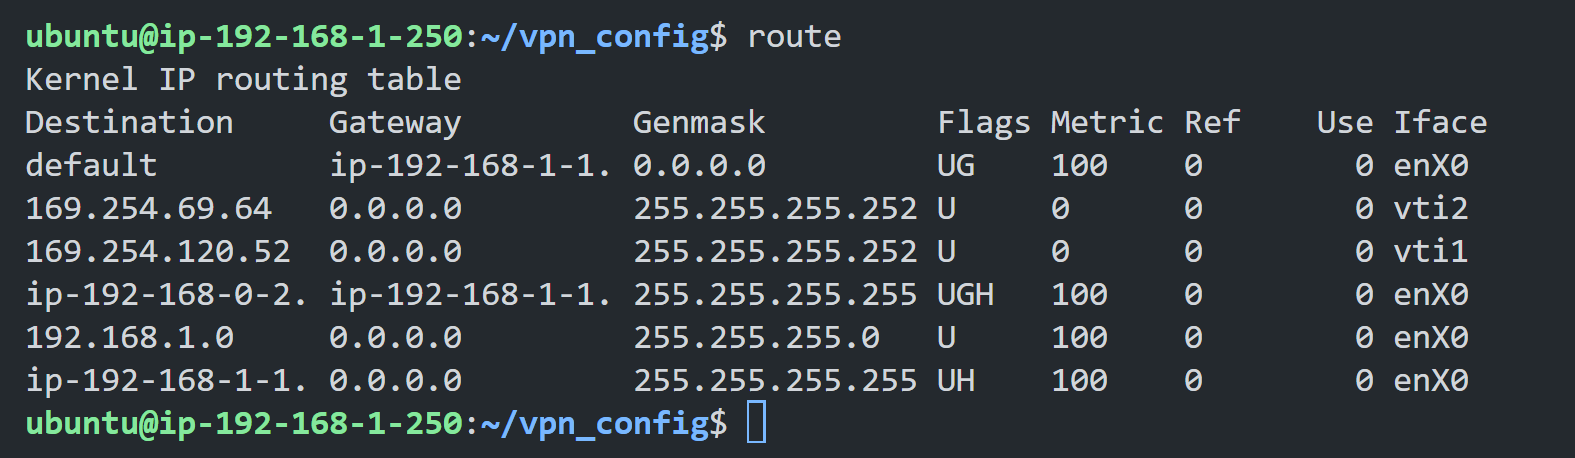 ubuntu@ip-192-168-1-250:~/vpn_config$ route
Kernel IP routing table
Destination     Gateway         Genmask         Flags Metric Ref    Use Iface
default         ip-192-168-1-1. 0.0.0.0         UG    100    0        0 enX0
169.254.69.64   0.0.0.0         255.255.255.252 U     0      0        0 vti2
169.254.120.52  0.0.0.0         255.255.255.252 U     0      0        0 vti1
ip-192-168-0-2. ip-192-168-1-1. 255.255.255.255 UGH   100    0        0 enX0
192.168.1.0     0.0.0.0         255.255.255.0   U     100    0        0 enX0
ip-192-168-1-1. 0.0.0.0         255.255.255.255 UH    100    0        0 enX0
ubuntu@ip-192-168-1-250:~/vpn_config$